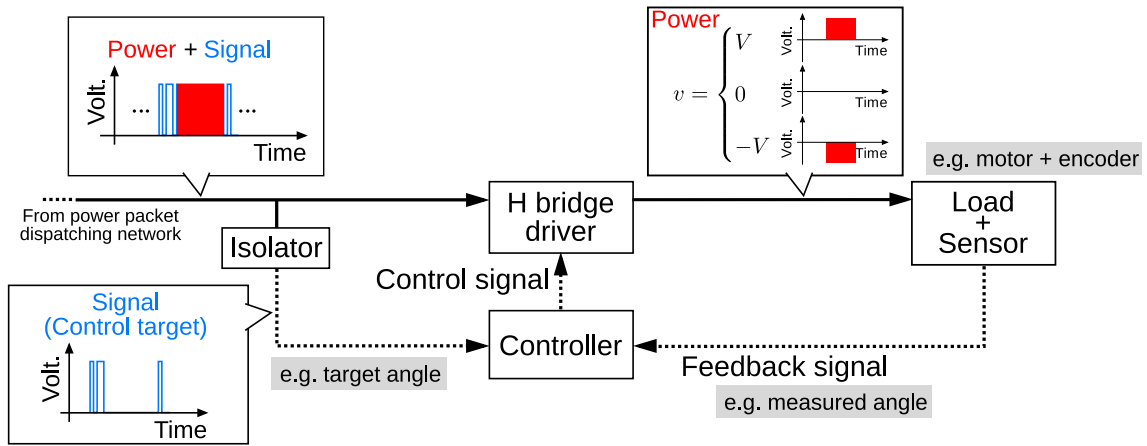 Power + Signal
Volt.
...
...
Time
Power
v =
V
0
−V
Volt.
Time
Volt.
Volt.
Time
e.g. motor + encoder
From power packet
dispatching network
H bridge
driver
Load
+
Sensor
Isolator
Control signal
Signal
(Control target)
Volt.
Time
Controller
e.g. target angle
Feedback signal
e.g. measured angle